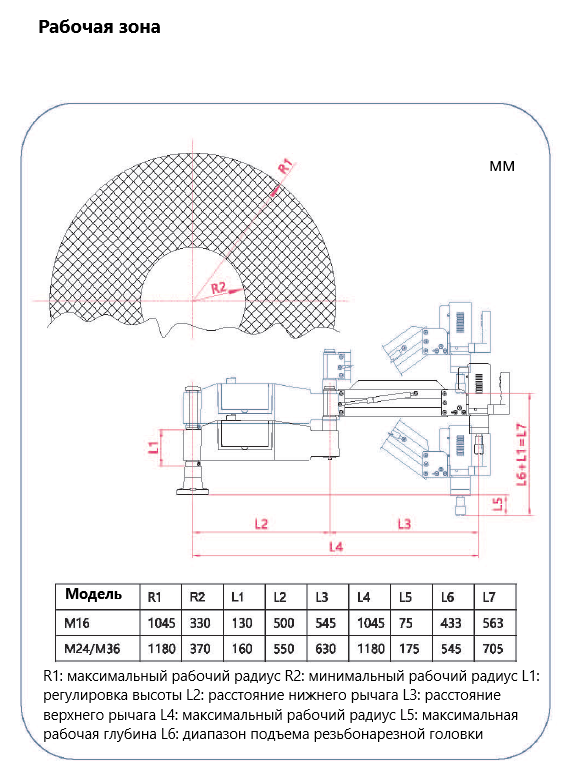 Рабочая зона
мм
R1
R2
L1
L6+L1=L7
L5
L2
L3
L4
Модель R1 R2 L1 L2 L3 L4 L5 L6 L7
M16 1045 330 130 500 545 1045 75 433 563
M24/M36 1180 370 160 550 630 1180 175 545 705
R1: максимальный рабочий радиус R2: минимальный рабочий радиус L1:
регулировка высоты L2: расстояние нижнего рычага L3: расстояние
верхнего рычага L4: максимальный рабочий радиус L5: максимальная
рабочая глубина L6: диапазон подъема резьбонарезной головки